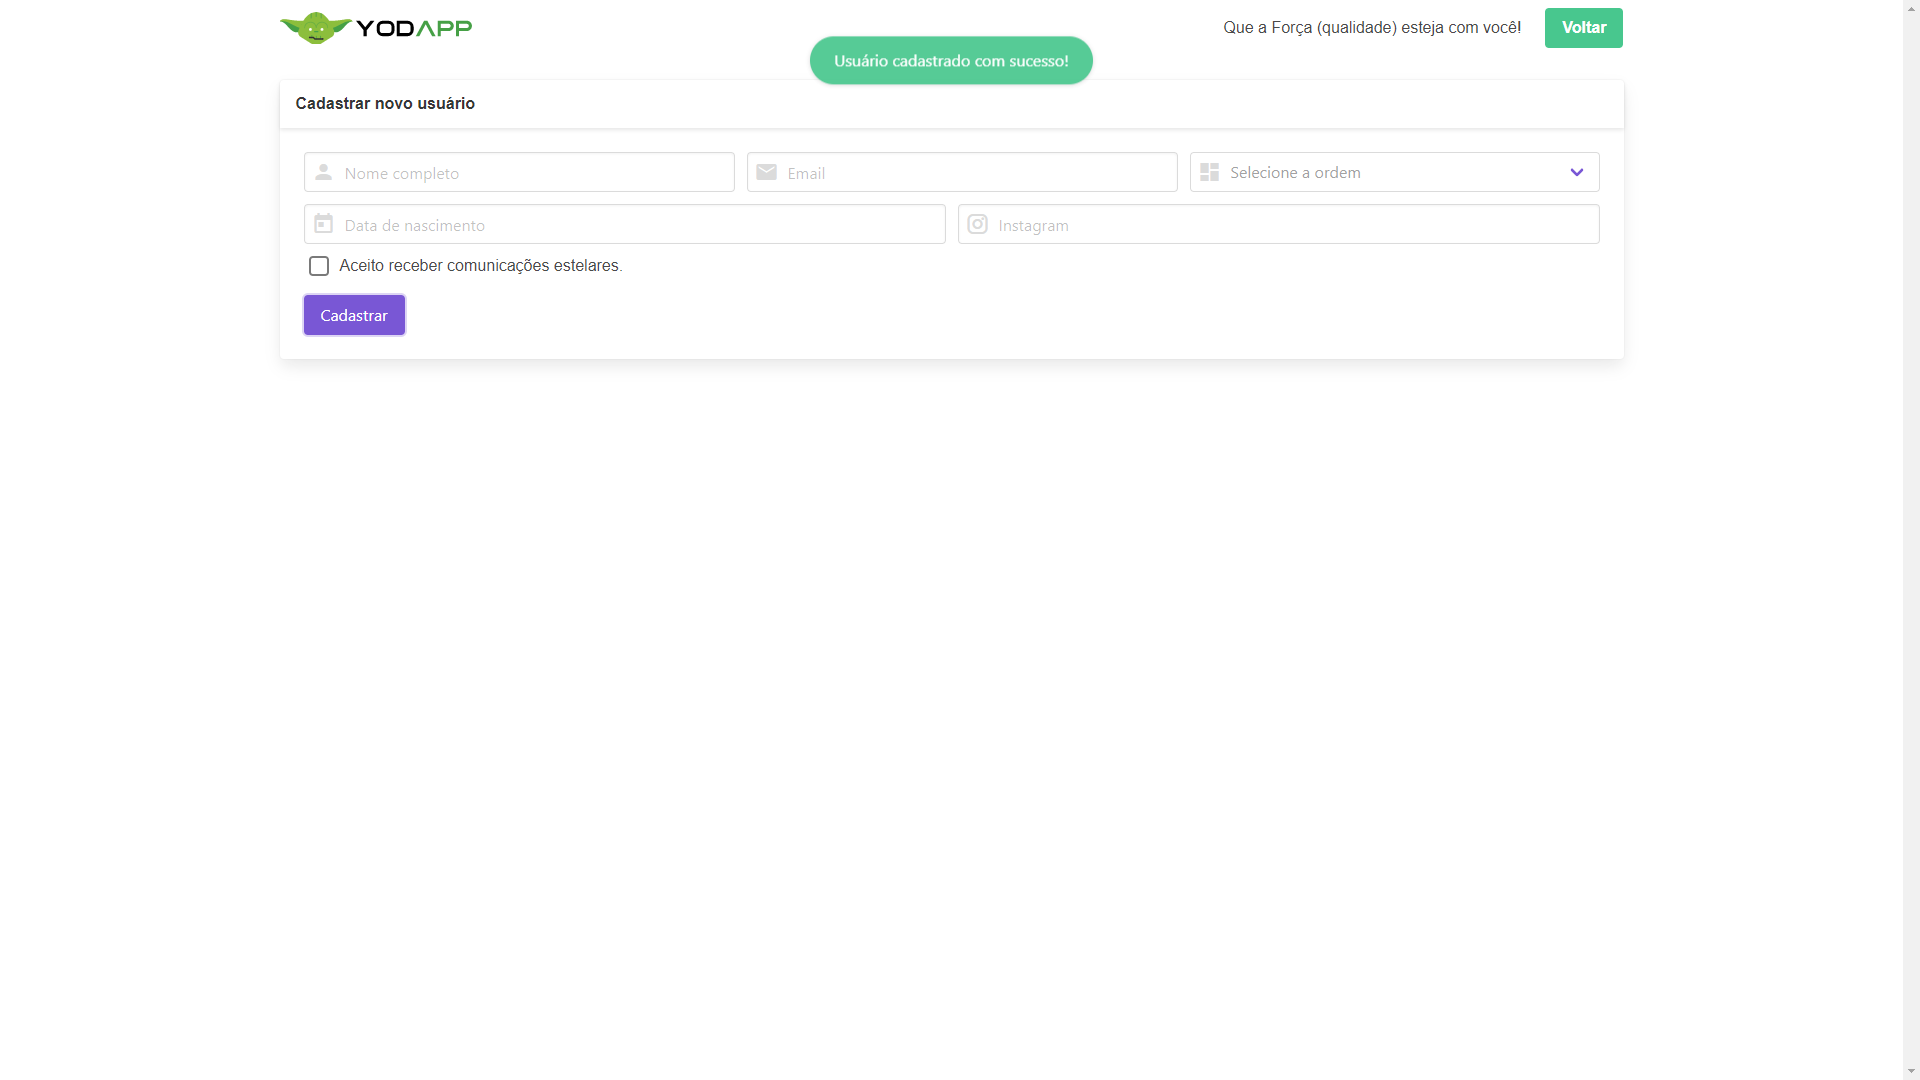 YODAPP
Que a Força (qualidade) esteja com você!
Voltar
Usuário cadastrado com sucesso!
Cadastrar novo usuário
Nome completo
Email
Selecione a ordem
Data de nascimento
Instagram
Aceito receber comunicações estelares.
Cadastrar